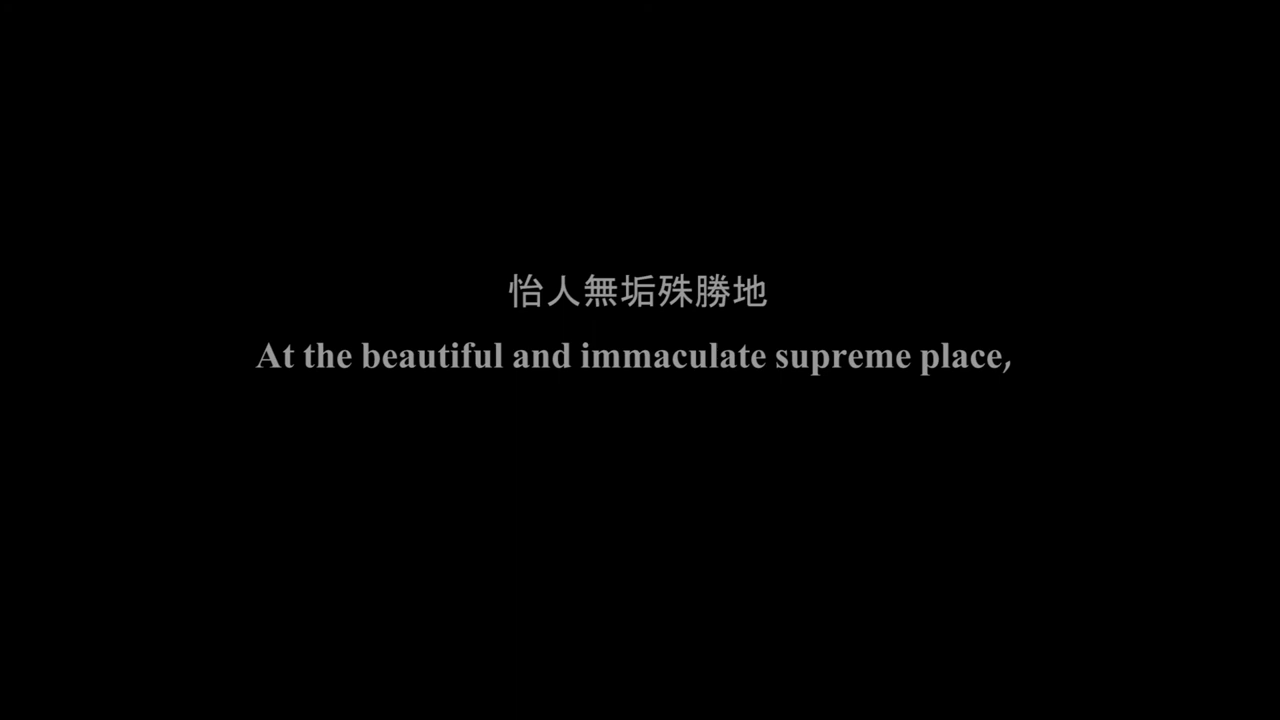 怡人無垢殊勝地
At the beautiful and immaculate supreme place,